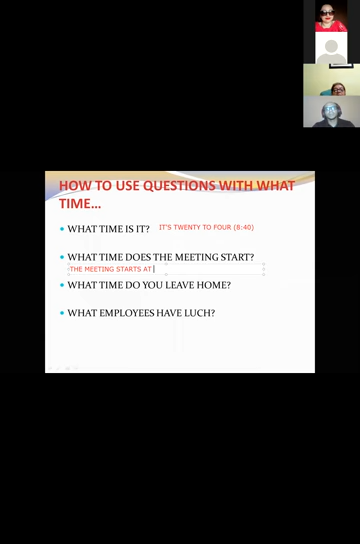 HOW TO USE QUESTIONS WITH WHAT
TIME...
WHAT TIME IS IT? IT'S TWENTY TO FOUR (8:40)
WHAT TIME DOES THE MEETING START?
THE MEETING STARTS AT
WHAT TIME DO YOU LEAVE HOME?
WHAT EMPLOYEES HAVE LUCH?